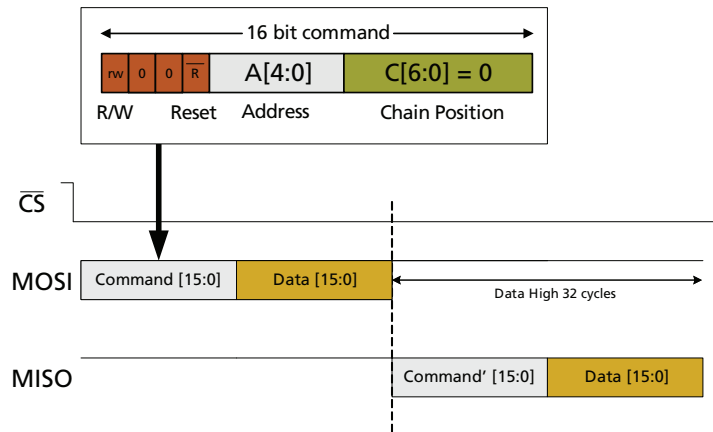 16 bit command
rw 0 0 R̅ A[4:0] C[6:0] = 0
R/W Reset Address Chain Position
C̅S̅
MOSI Command [15:0] Data [15:0]
Data High 32 cycles
MISO Command' [15:0] Data [15:0]